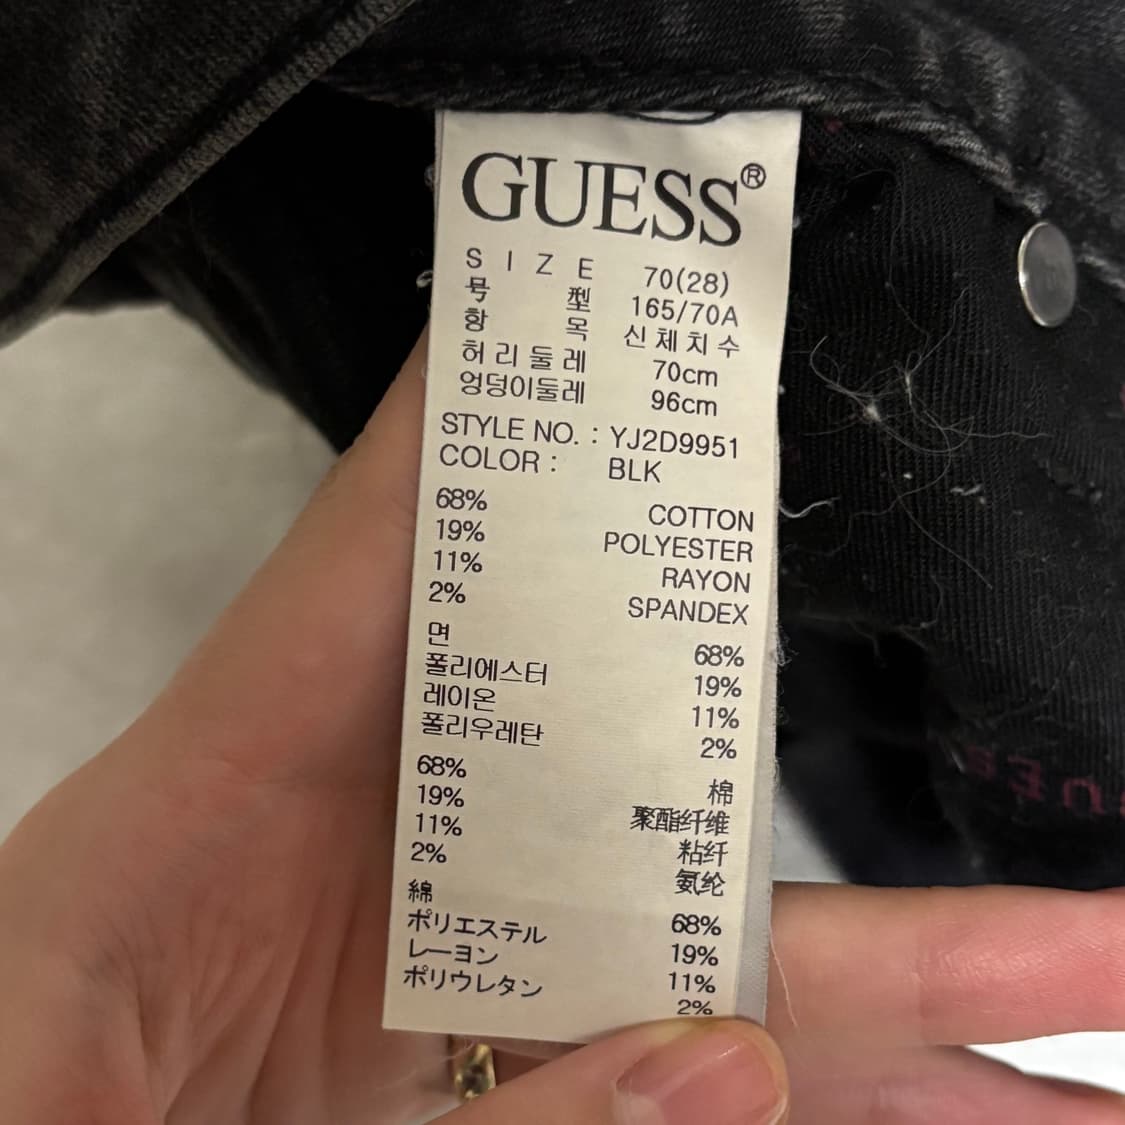 GUESS®
SIZE 70(28)
号型 165/70A
항목 신체치수
허리둘레 70cm
엉덩이둘레 96cm
STYLE NO. : YJ2D9951
COLOR : BLK
68% COTTON
19% POLYESTER
11% RAYON
2% SPANDEX
면 68%
폴리에스터 19%
레이온 11%
폴리우레탄 2%
68% 棉
19% 聚酯纤维
11% 粘纤
2% 氨纶
綿 68%
ポリエステル 19%
レーヨン 11%
ポリウレタン 2%